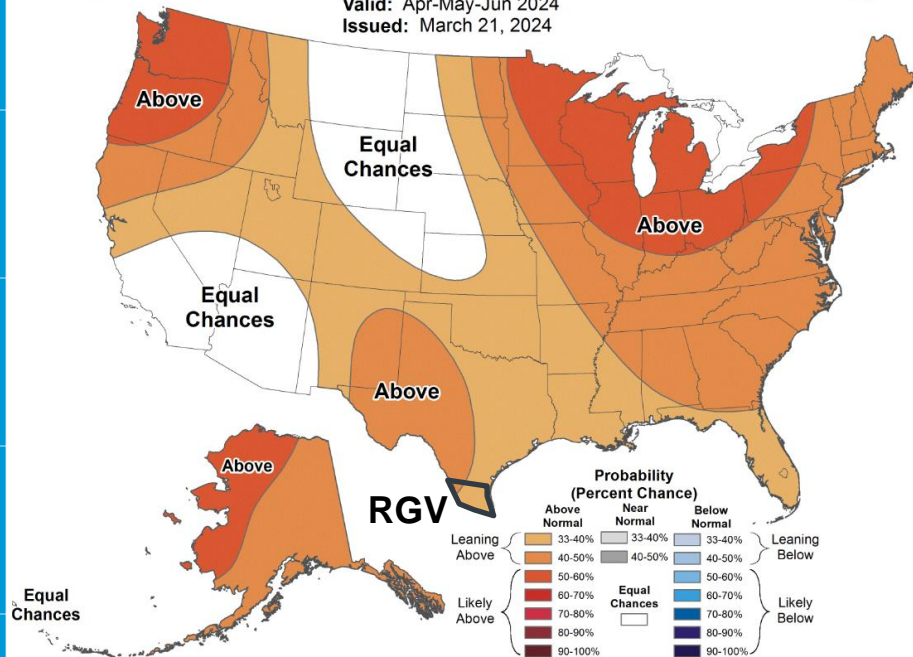 Valid: Apr-May-Jun 2024
Issued: March 21, 2024
Above
Equal
Chances
Above
Equal
Chances
Above
Above
RGV
Equal
Chances
Probability
(Percent Chance)
Above
Normal
Near
Normal
Below
Normal
Leaning
Above
33-40%
33-40%
33-40%
Leaning
Below
40-50%
40-50%
40-50%
Likely
Above
50-60%
50-60%
Likely
Below
60-70%
Equal
Chances
60-70%
70-80%
70-80%
80-90%
80-90%
90-100%
90-100%